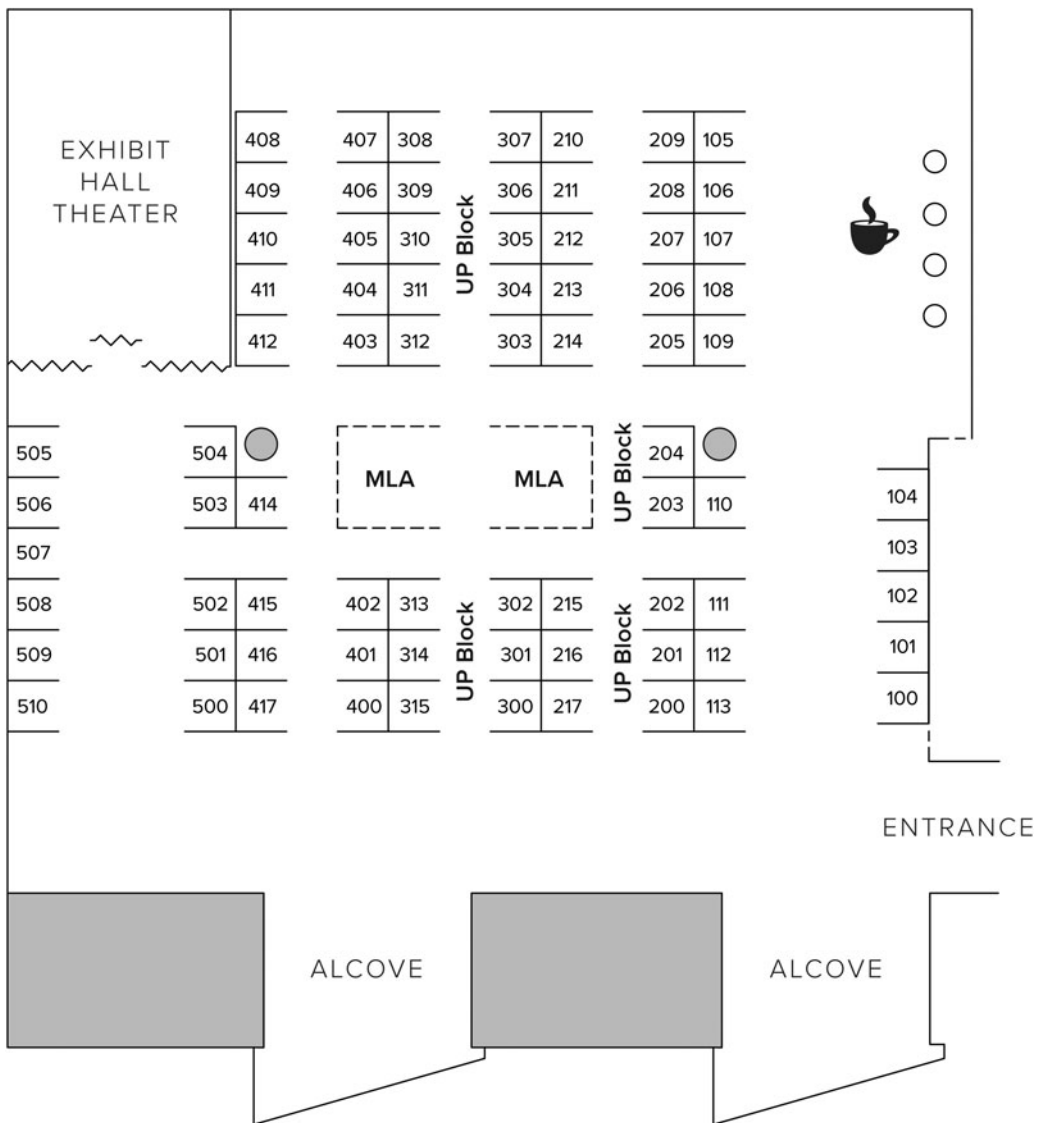 EXHIBIT
HALL
THEATER
408 407 308 307 210 209 105
409 406 309 306 211 208 106
410 405 310 305 212 207 107
411 404 311 304 213 206 108
412 403 312 303 214 205 109
UP Block
505 504 204
MLA MLA
UP Block
506 503 414 203 110 104
507 103
508 502 415 402 313 302 215 202 111 102
509 501 416 401 314 301 216 201 112 101
UP Block UP Block
510 500 417 400 315 300 217 200 113 100
ENTRANCE
ALCOVE ALCOVE